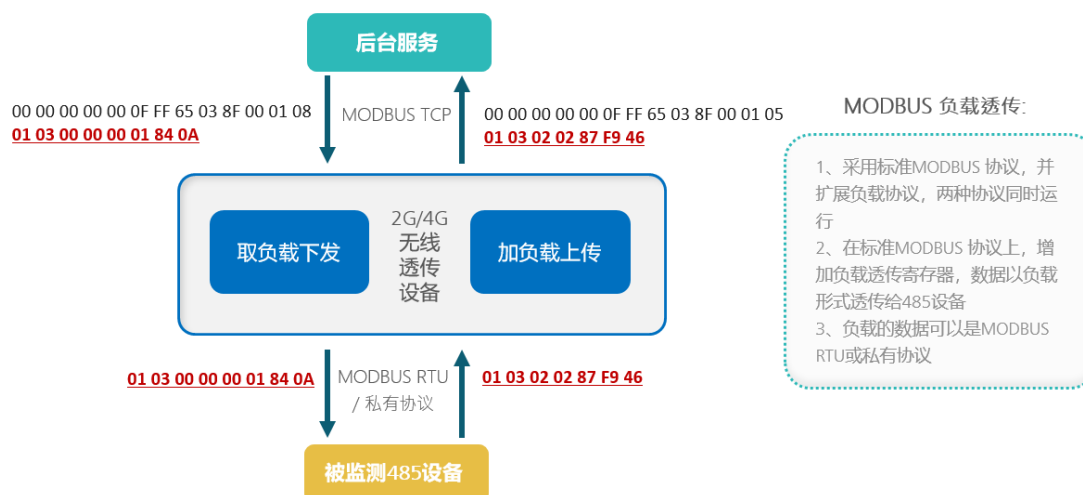 后台服务
00 00 00 00 00 0F FF 65 03 8F 00 01 08
01 03 00 00 00 01 84 0A
MODBUS TCP
00 00 00 00 00 0F FF 65 03 8F 00 01 05
01 03 02 02 87 F9 46
取负载下发
2G/4G
无线
透传
设备
加负载上传
01 03 00 00 00 01 84 0A
MODBUS RTU
/ 私有协议
01 03 02 02 87 F9 46
被监测485设备
MODBUS 负载透传:
1、采用标准MODBUS 协议，并
扩展负载协议，两种协议同时运
行
2、在标准MODBUS 协议上，增
加负载透传寄存器，数据以负载
形式透传给485设备
3、负载的数据可以是MODBUS
RTU或私有协议